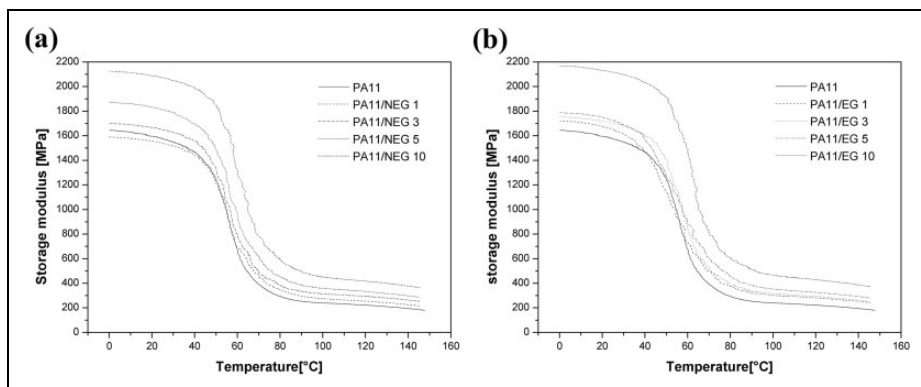 (a)
2200
2000
1800
1600
1400
1200
1000
800
600
400
200
0
Storage modulus [MPa]
PA11
PA11/NEG 1
PA11/NEG 3
PA11/NEG 5
PA11/NEG 10
0 20 40 60 80 100 120 140 160
Temperature[°C]
(b)
2200
2000
1800
1600
1400
1200
1000
800
600
400
200
0
storage modulus [MPa]
PA11
PA11/EG 1
PA11/EG 3
PA11/EG 5
PA11/EG 10
0 20 40 60 80 100 120 140 160
Temperature[°C]